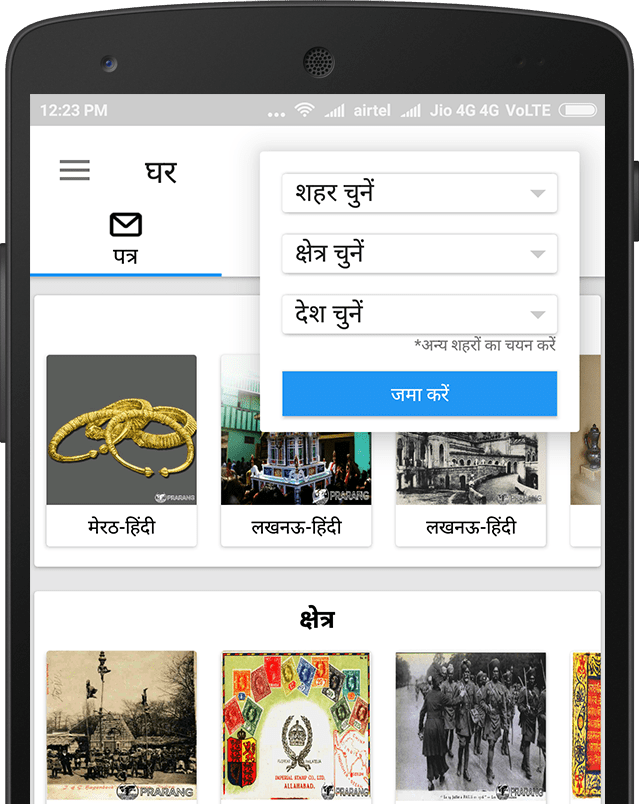 12:23 PM
... airtel Jio 4G 4G VoLTE
घर
पत्र
शहर चुनें
क्षेत्र चुनें
देश चुनें
*अन्य शहरों का चयन करें
जमा करें
PRARANG
PRARANG
PRARANG
मेरठ-हिंदी
लखनऊ-हिंदी
लखनऊ-हिंदी
क्षेत्र
IMPERIAL STAMP CO., LTD.
ALLAHABAD.
PRARANG
PRARANG
PRARANG